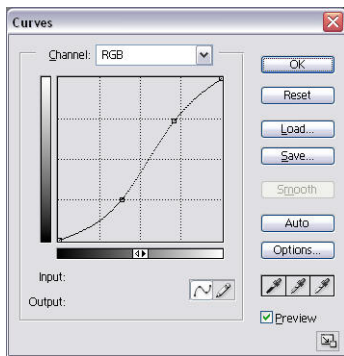 Curves
Channel: RGB
OK
Reset
Load...
Save...
Smooth
Auto
Options...
Input:
Output:
Preview